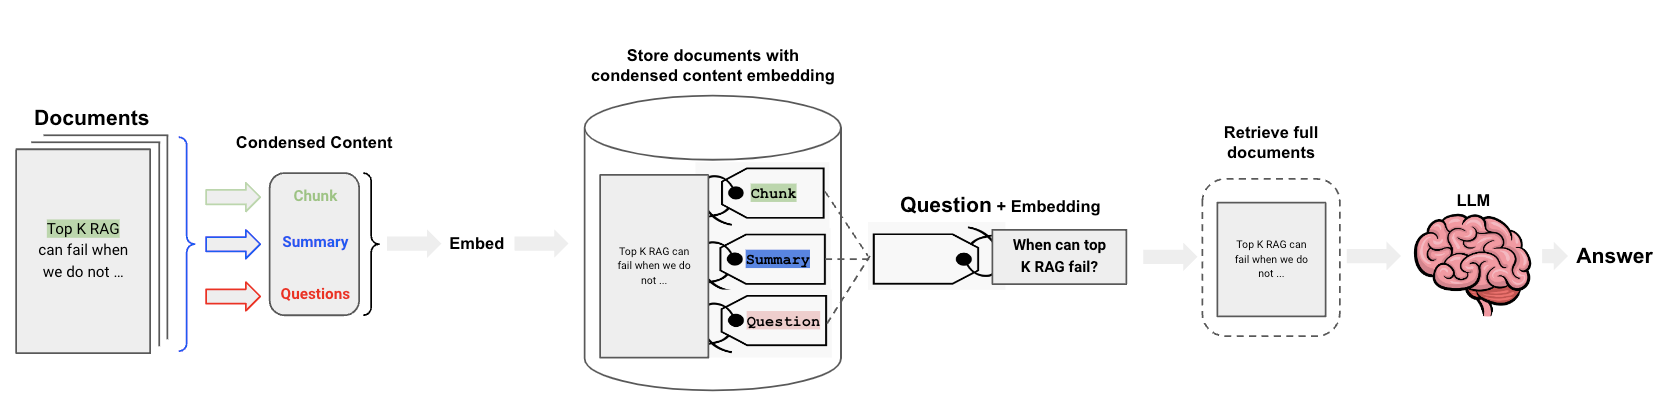 Documents
Top K RAG
can fail when
we do not ...
Condensed Content
Chunk
Summary
Questions
Embed
Store documents with
condensed content embedding
Top K RAG can
fail when we do
not ...
Chunk
Summary
Question
Question + Embedding
When can top
K RAG fail?
Retrieve full
documents
Top K RAG can
fail when we do
not ...
LLM
Answer